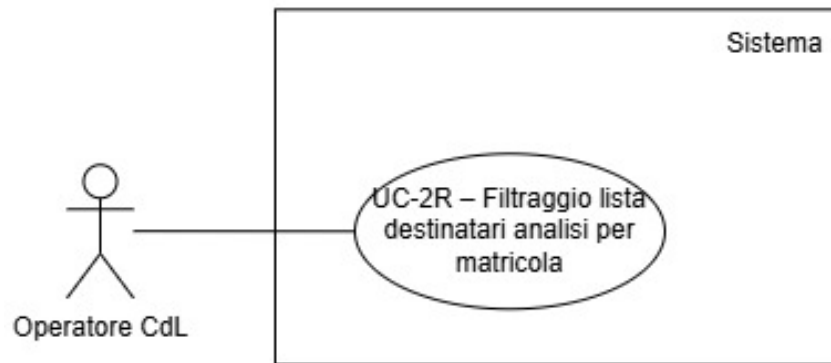 Sistema
UC-2R – Filtraggio lista
destinatari analisi per
matricola
Operatore CdL